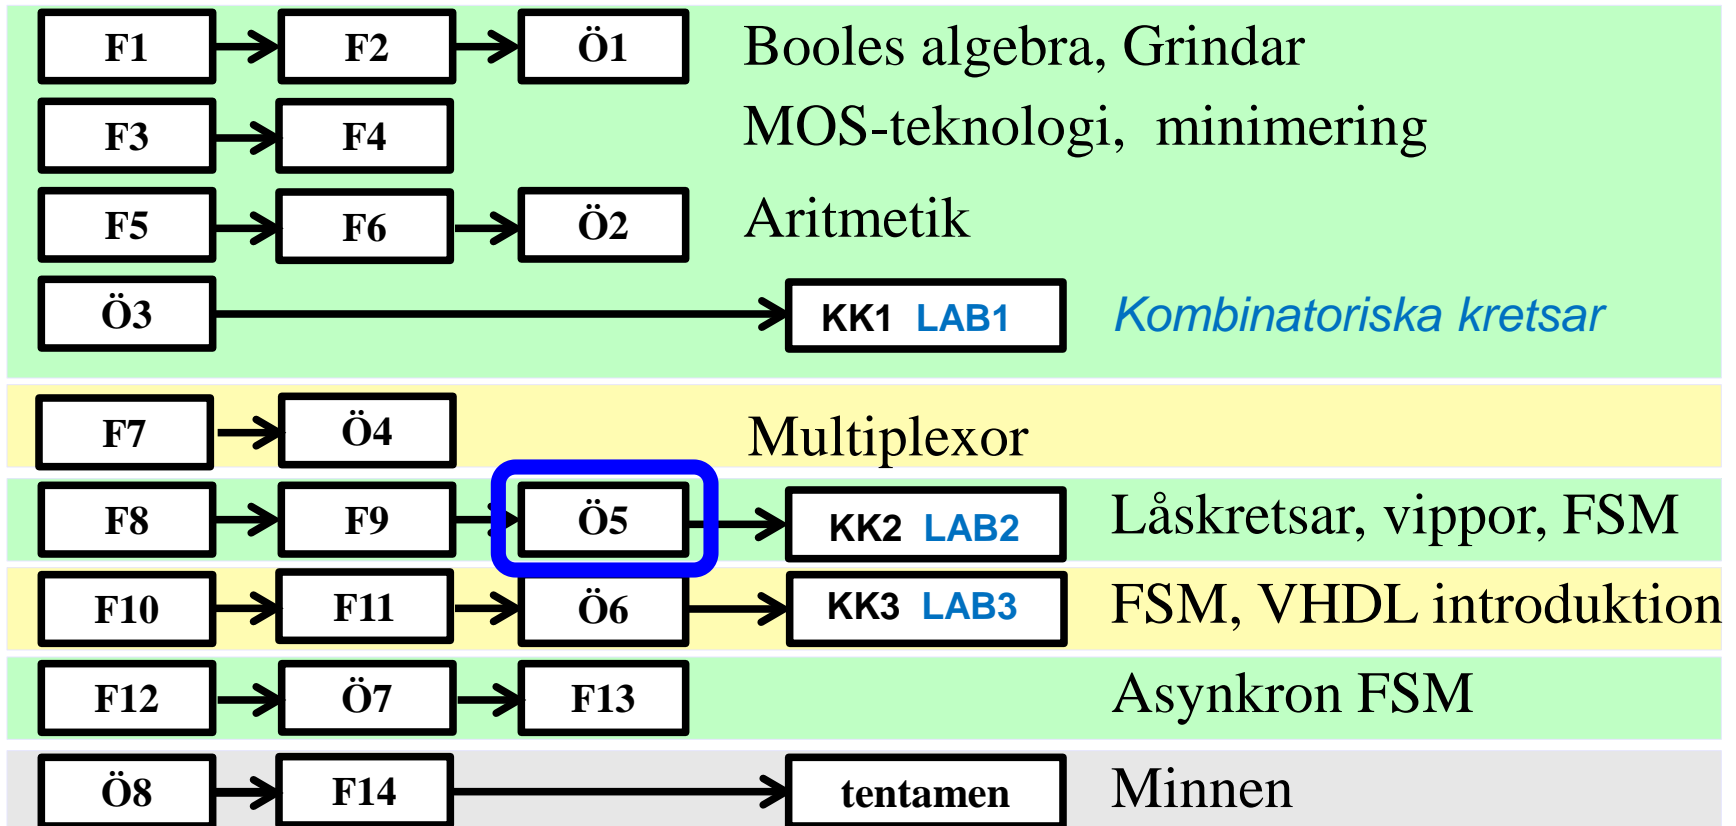 F1 F2 Ö1 Booles algebra, Grindar
F3 F4 MOS-teknologi, minimering
F5 F6 Ö2 Aritmetik
Ö3 KK1 LAB1 Kombinatoriska kretsar
F7 Ö4 Multiplexor
F8 F9 Ö5 KK2 LAB2 Låskretsar, vippor, FSM
F10 F11 Ö6 KK3 LAB3 FSM, VHDL introduktion
F12 Ö7 F13 Asynkron FSM
Ö8 F14 tentamen Minnen